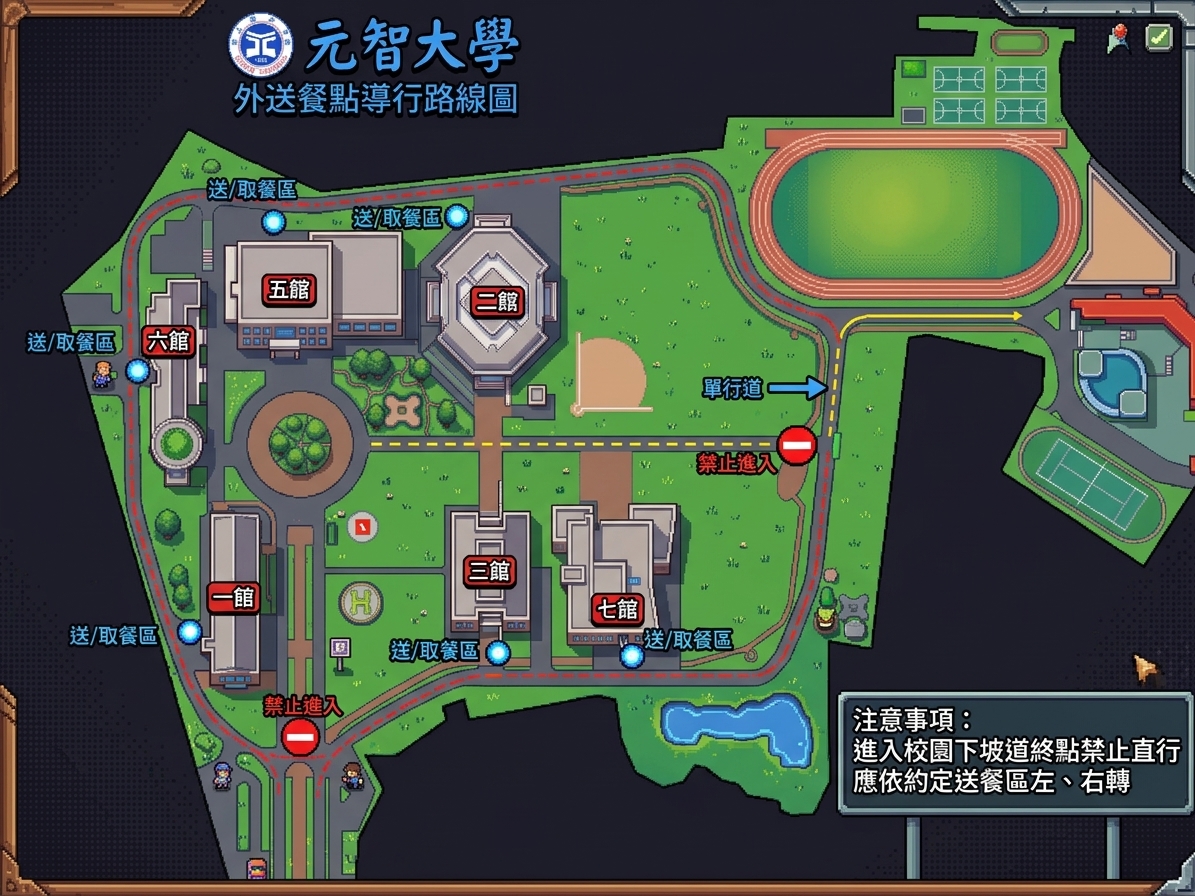 元智大學
外送餐點導行路線圖
送/取餐區
送/取餐區
五館
二館
六館
送/取餐區
單行道
禁止進入
三館
一館
七館
送/取餐區
送/取餐區
送/取餐區
禁止進入
H
注意事項：
進入校園下坡道終點禁止直行
應依約定送餐區左、右轉